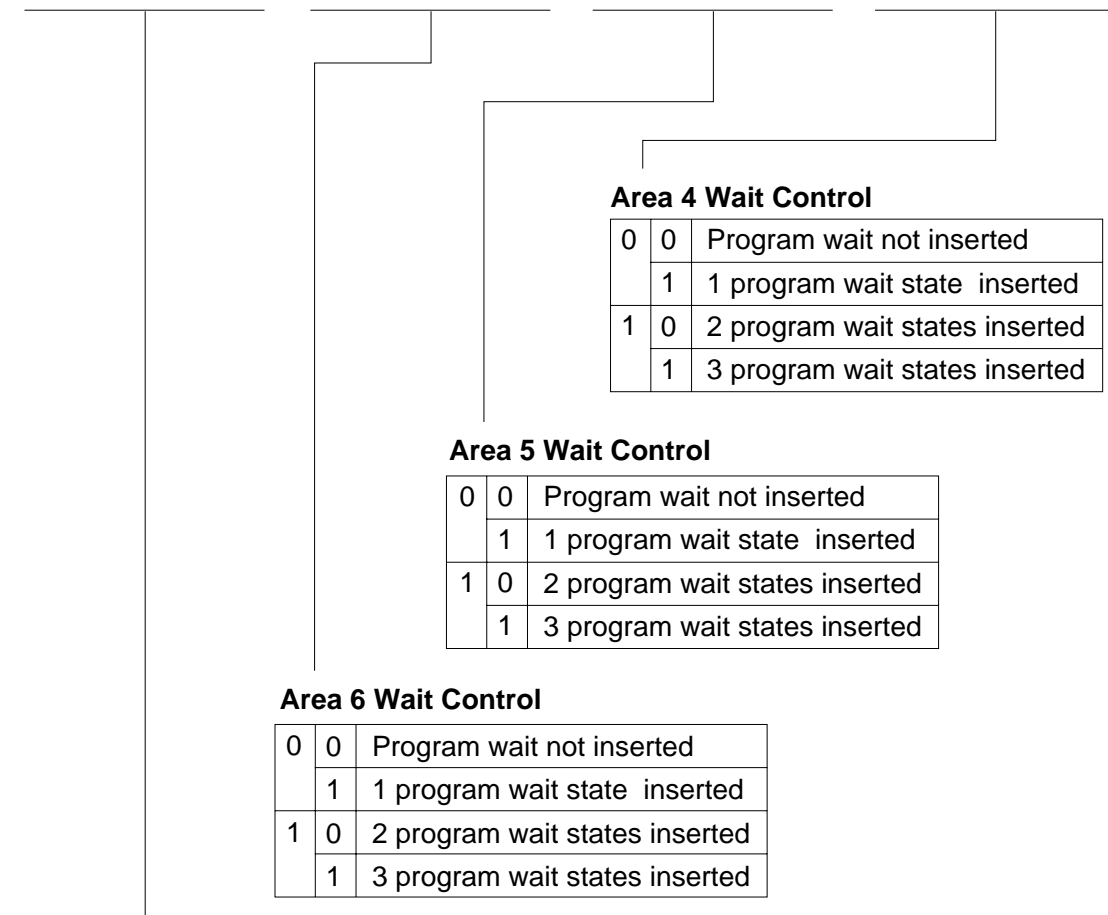 Area 4 Wait Control
0 0 Program wait not inserted
1 1 program wait state inserted
1 0 2 program wait states inserted
1 3 program wait states inserted
Area 5 Wait Control
0 0 Program wait not inserted
1 1 program wait state inserted
1 0 2 program wait states inserted
1 3 program wait states inserted
Area 6 Wait Control
0 0 Program wait not inserted
1 1 program wait state inserted
1 0 2 program wait states inserted
1 3 program wait states inserted